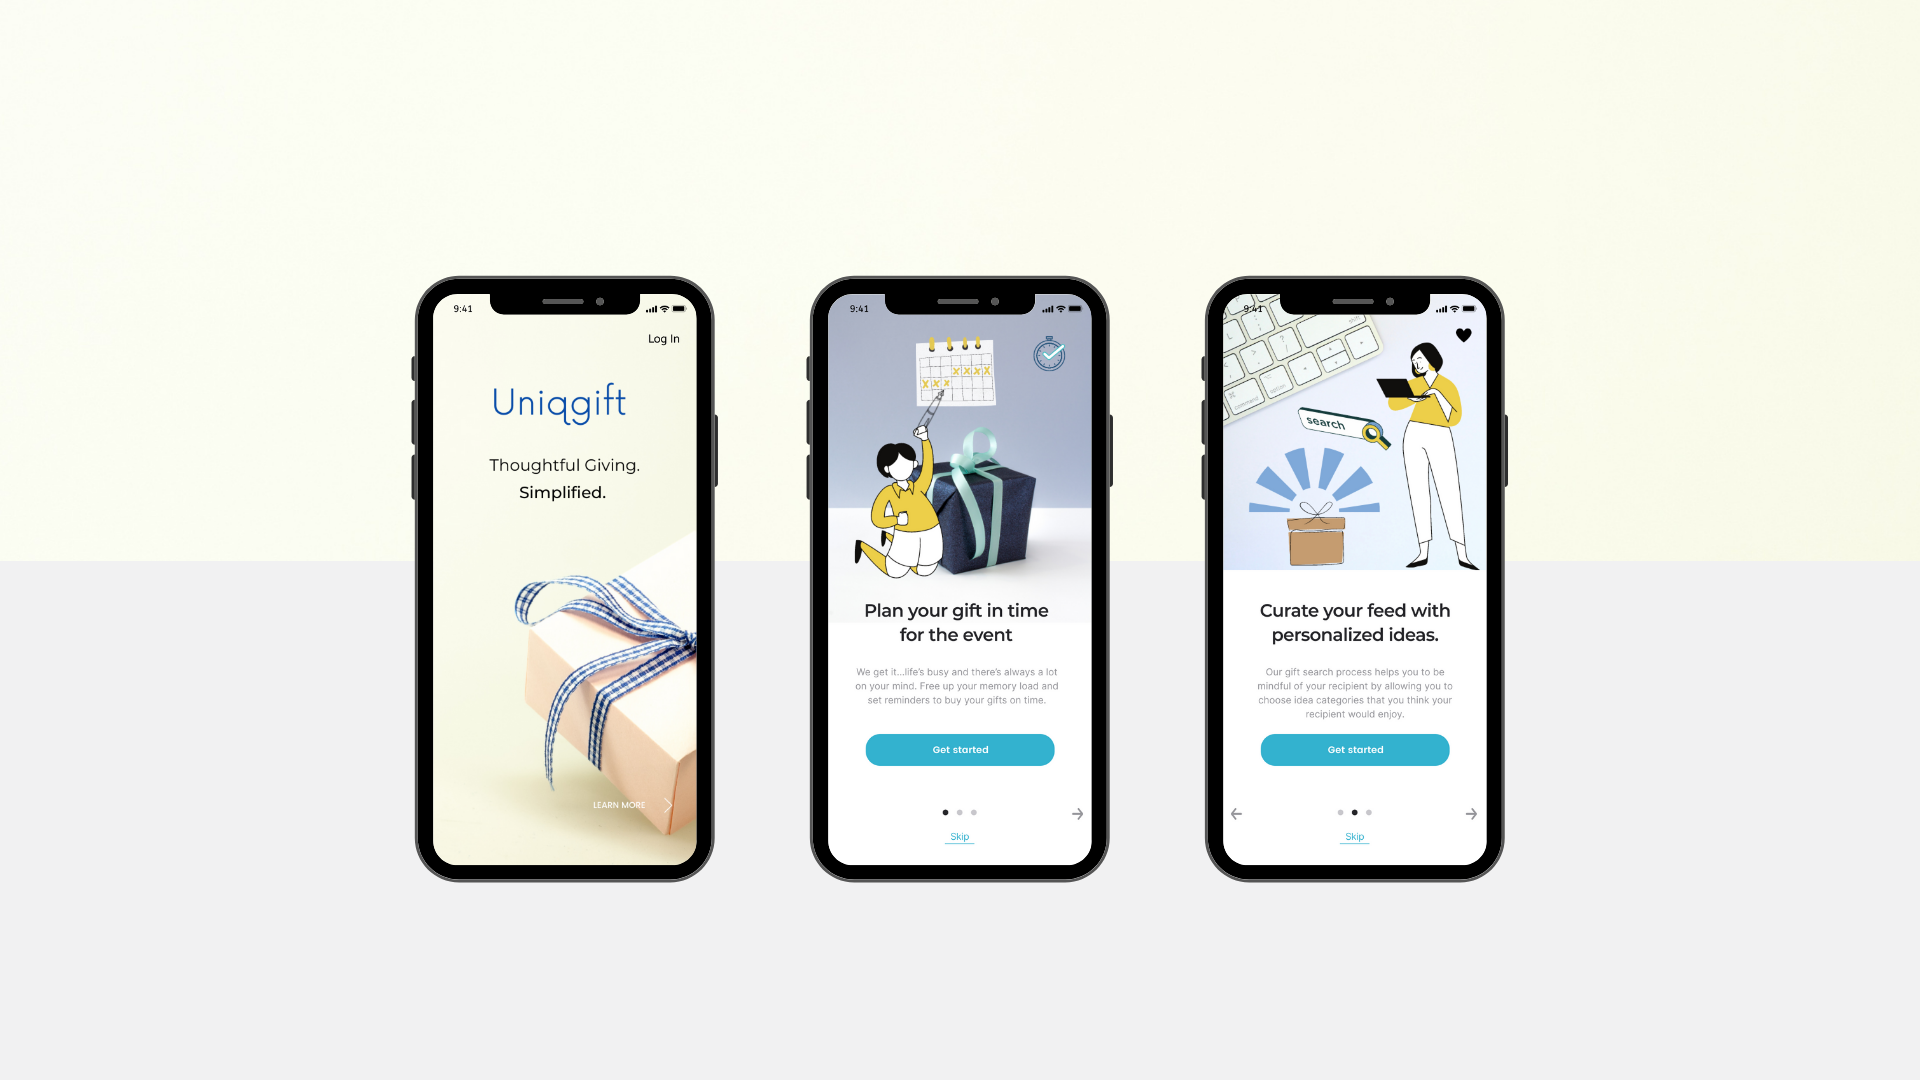 9:41
Log In
Uniqgift
Thoughtful Giving.
Simplified.
LEARN MORE
9:41
Plan your gift in time
for the event
We get it...life's busy and there's always a lot
on your mind. Free up your memory load and
set reminders to buy your gifts on time.
Get started
Skip
9:41
shift
option
command
search
Curate your feed with
personalized ideas.
Our gift search process helps you to be
mindful of your recipient by allowing you to
choose idea categories that you think your
recipient would enjoy.
Get started
Skip